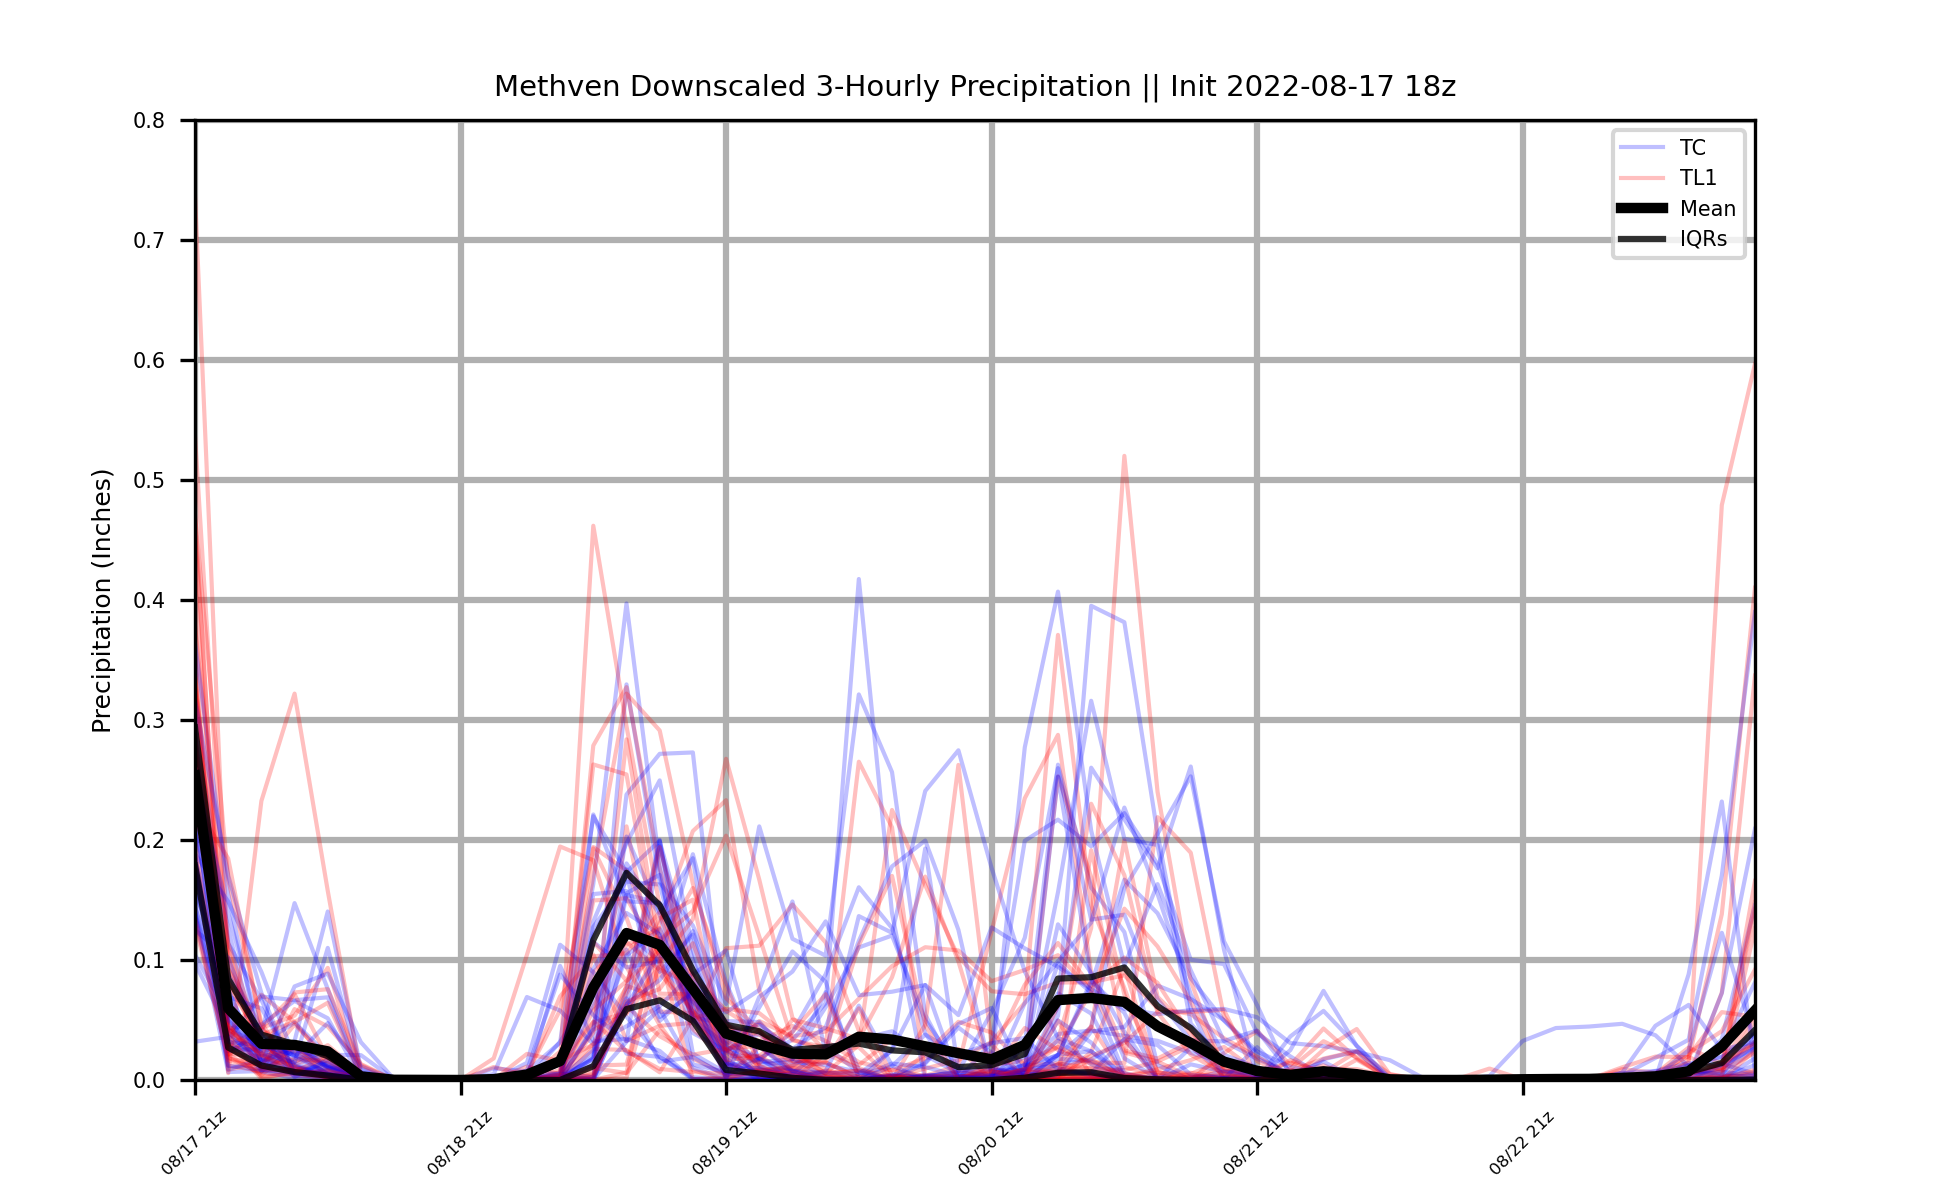 Methven Downscaled 3-Hourly Precipitation || Init 2022-08-17 18z
Precipitation (Inches)
0.8
0.7
0.6
0.5
0.4
0.3
0.2
0.1
0.0
TC
TL1
Mean
IQRs
08/17 21z
08/18 21z
08/19 21z
08/20 21z
08/21 21z
08/22 21z